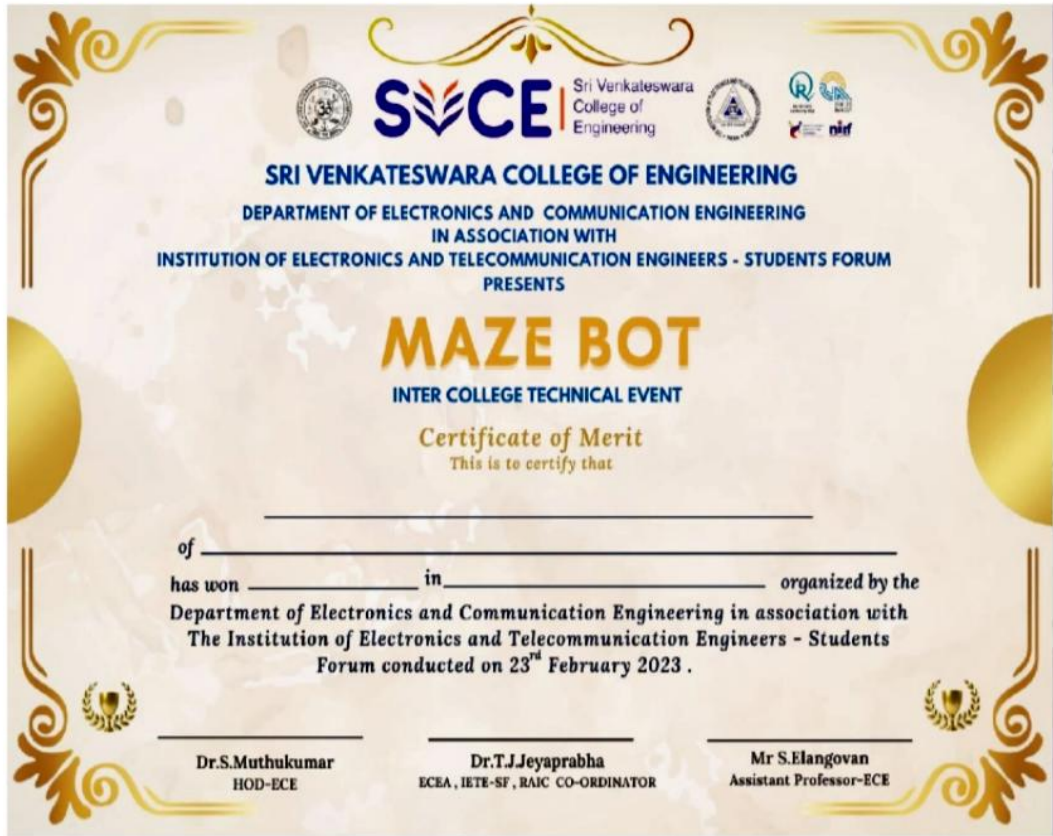 SVCE
Sri Venkateswara
College of
Engineering
nirf
SRI VENKATESWARA COLLEGE OF ENGINEERING
DEPARTMENT OF ELECTRONICS AND COMMUNICATION ENGINEERING
IN ASSOCIATION WITH
INSTITUTION OF ELECTRONICS AND TELECOMMUNICATION ENGINEERS - STUDENTS FORUM
PRESENTS
MAZE BOT
INTER COLLEGE TECHNICAL EVENT
Certificate of Merit
This is to certify that
of
has won in organized by the
Department of Electronics and Communication Engineering in association with
The Institution of Electronics and Telecommunication Engineers - Students
Forum conducted on 23rd February 2023 .
Dr.S.Muthukumar
HOD-ECE
Dr.T.J.Jeyaprabha
ECEA , IETE-SF , RAIC CO-ORDINATOR
Mr S.Elangovan
Assistant Professor-ECE